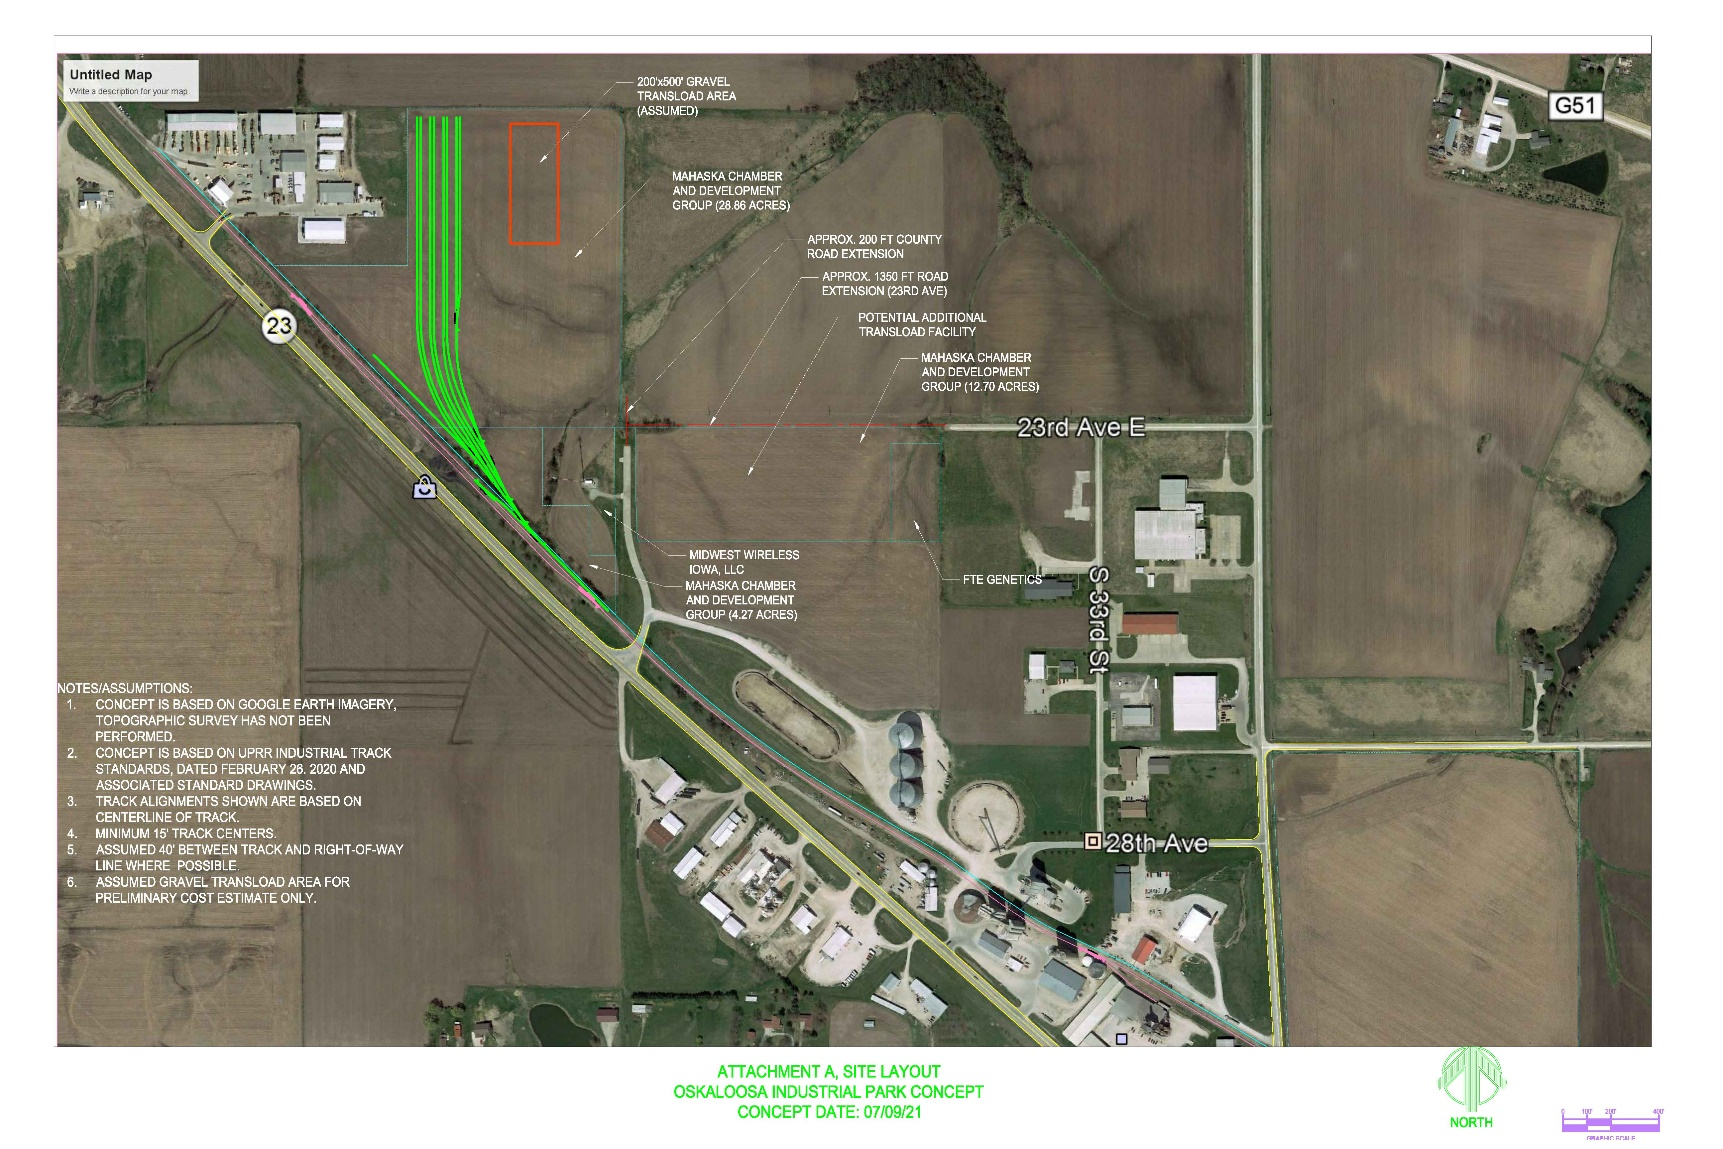 Untitled Map
Write a description for your map.
200'x500' GRAVEL
TRANSLOAD AREA
(ASSUMED)
G51
MAHASKA CHAMBER
AND DEVELOPMENT
GROUP (28.86 ACRES)
APPROX. 200 FT COUNTY
ROAD EXTENSION
APPROX. 1350 FT ROAD
EXTENSION (23RD AVE)
POTENTIAL ADDITIONAL
TRANSLOAD FACILITY
23
MAHASKA CHAMBER
AND DEVELOPMENT
GROUP (12.70 ACRES)
23rd Ave E
MIDWEST WIRELESS
IOWA, LLC
MAHASKA CHAMBER
AND DEVELOPMENT
GROUP (4.27 ACRES)
FTE GENETICS
S 33rd St
28th Ave
NOTES/ASSUMPTIONS:
1. CONCEPT IS BASED ON GOOGLE EARTH IMAGERY,
TOPOGRAPHIC SURVEY HAS NOT BEEN
PERFORMED.
2. CONCEPT IS BASED ON UPRR INDUSTRIAL TRACK
STANDARDS, DATED FEBRUARY 26. 2020 AND
ASSOCIATED STANDARD DRAWINGS.
3. TRACK ALIGNMENTS SHOWN ARE BASED ON
CENTERLINE OF TRACK.
4. MINIMUM 15' TRACK CENTERS.
5. ASSUMED 40' BETWEEN TRACK AND RIGHT-OF-WAY
LINE WHERE POSSIBLE.
6. ASSUMED GRAVEL TRANSLOAD AREA FOR
PRELIMINARY COST ESTIMATE ONLY.
ATTACHMENT A, SITE LAYOUT
OSKALOOSA INDUSTRIAL PARK CONCEPT
CONCEPT DATE: 07/09/21
NORTH
0 100' 200' 400'
GRAPHIC SCALE